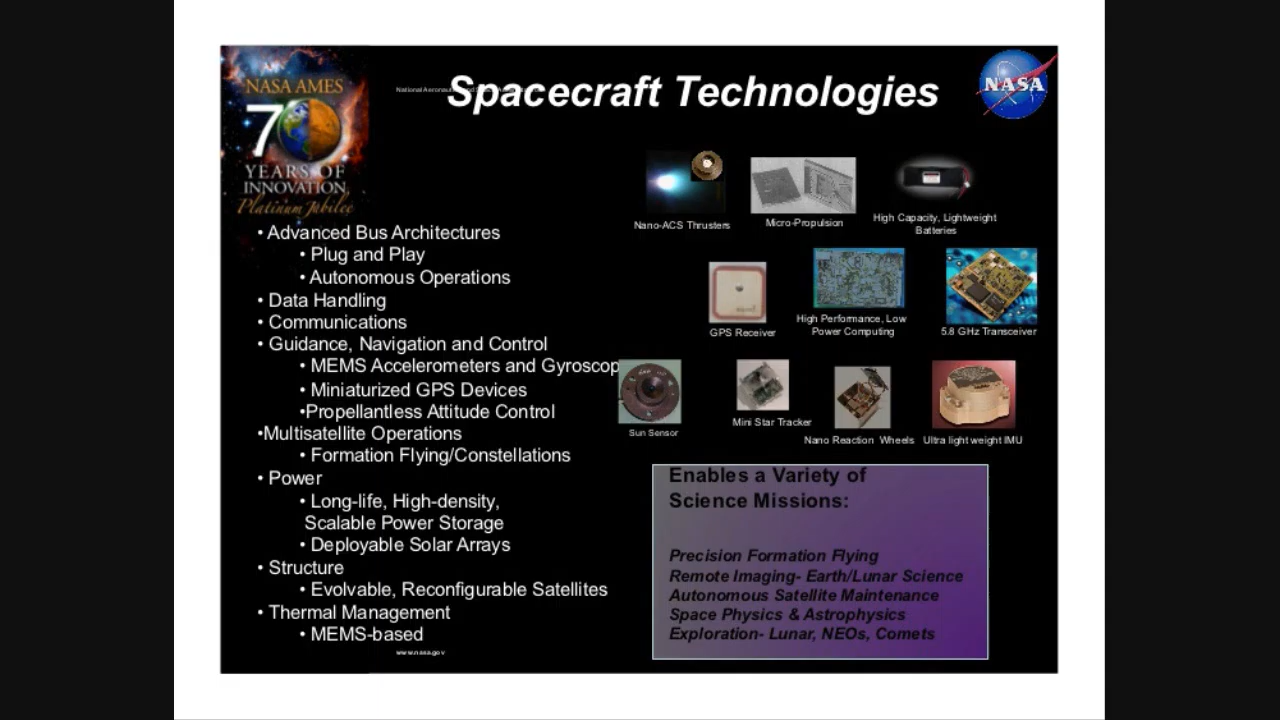 NASA AMES
70
YEARS OF
INNOVATION
Platinum Jubilee
Spacecraft Technologies
NASA
• Advanced Bus Architectures
• Plug and Play
• Autonomous Operations
• Data Handling
• Communications
• Guidance, Navigation and Control
• MEMS Accelerometers and Gyroscop
• Miniaturized GPS Devices
•Propellantless Attitude Control
•Multisatellite Operations
• Formation Flying/Constellations
• Power
• Long-life, High-density,
Scalable Power Storage
• Deployable Solar Arrays
• Structure
• Evolvable, Reconfigurable Satellites
• Thermal Management
• MEMS-based
www.nasa.gov
Nano-ACS Thrusters
Micro-Propulsion
High Capacity, Lightweight
Batteries
GPS Receiver
High Performance, Low
Power Computing
5.8 GHz Transceiver
Sun Sensor
Mini Star Tracker
Nano Reaction Wheels
Ultra light weight IMU
Enables a Variety of
Science Missions:
Precision Formation Flying
Remote Imaging- Earth/Lunar Science
Autonomous Satellite Maintenance
Space Physics & Astrophysics
Exploration- Lunar, NEOs, Comets